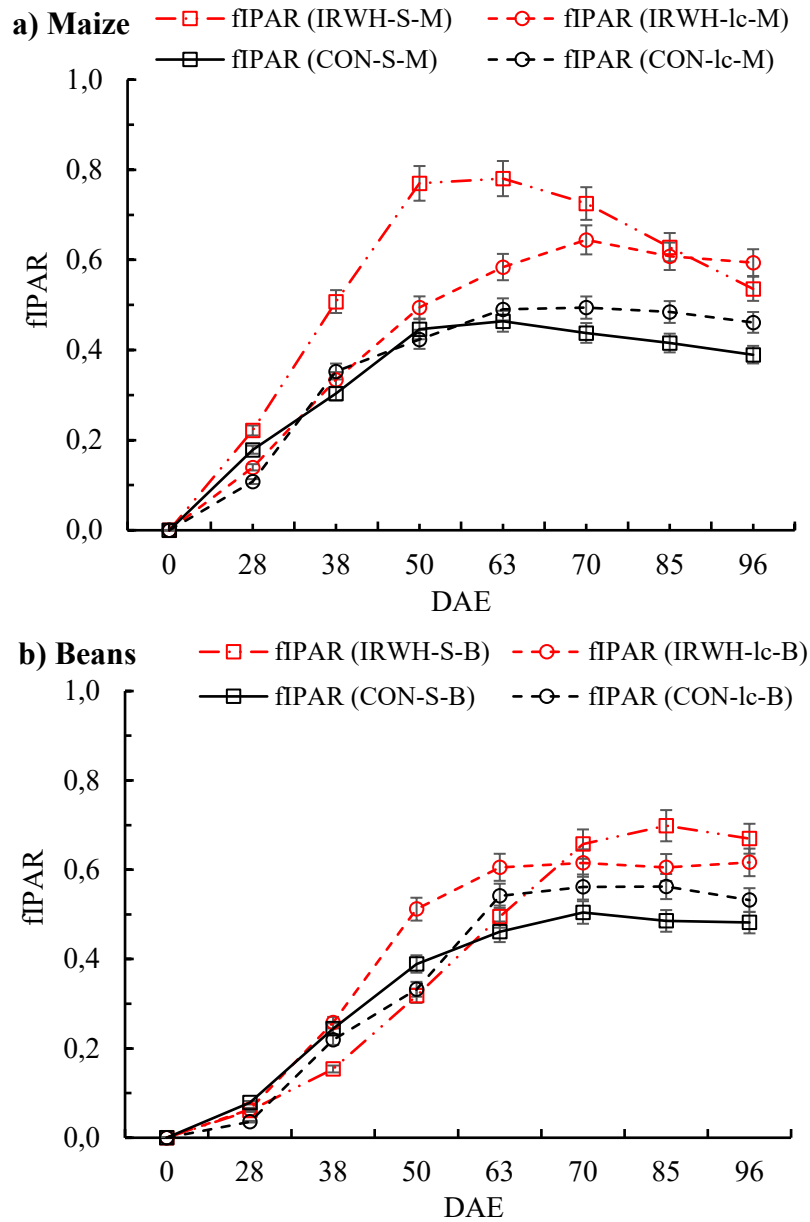 a) Maize
fIPAR (IRWH-S-M) fIPAR (IRWH-lc-M)
fIPAR (CON-S-M) fIPAR (CON-lc-M)
1,0
0,8
0,6
0,4
0,2
0,0
fIPAR
0 28 38 50 63 70 85 96
DAE
b) Beans
fIPAR (IRWH-S-B) fIPAR (IRWH-lc-B)
fIPAR (CON-S-B) fIPAR (CON-lc-B)
1,0
0,8
0,6
0,4
0,2
0,0
fIPAR
0 28 38 50 63 70 85 96
DAE